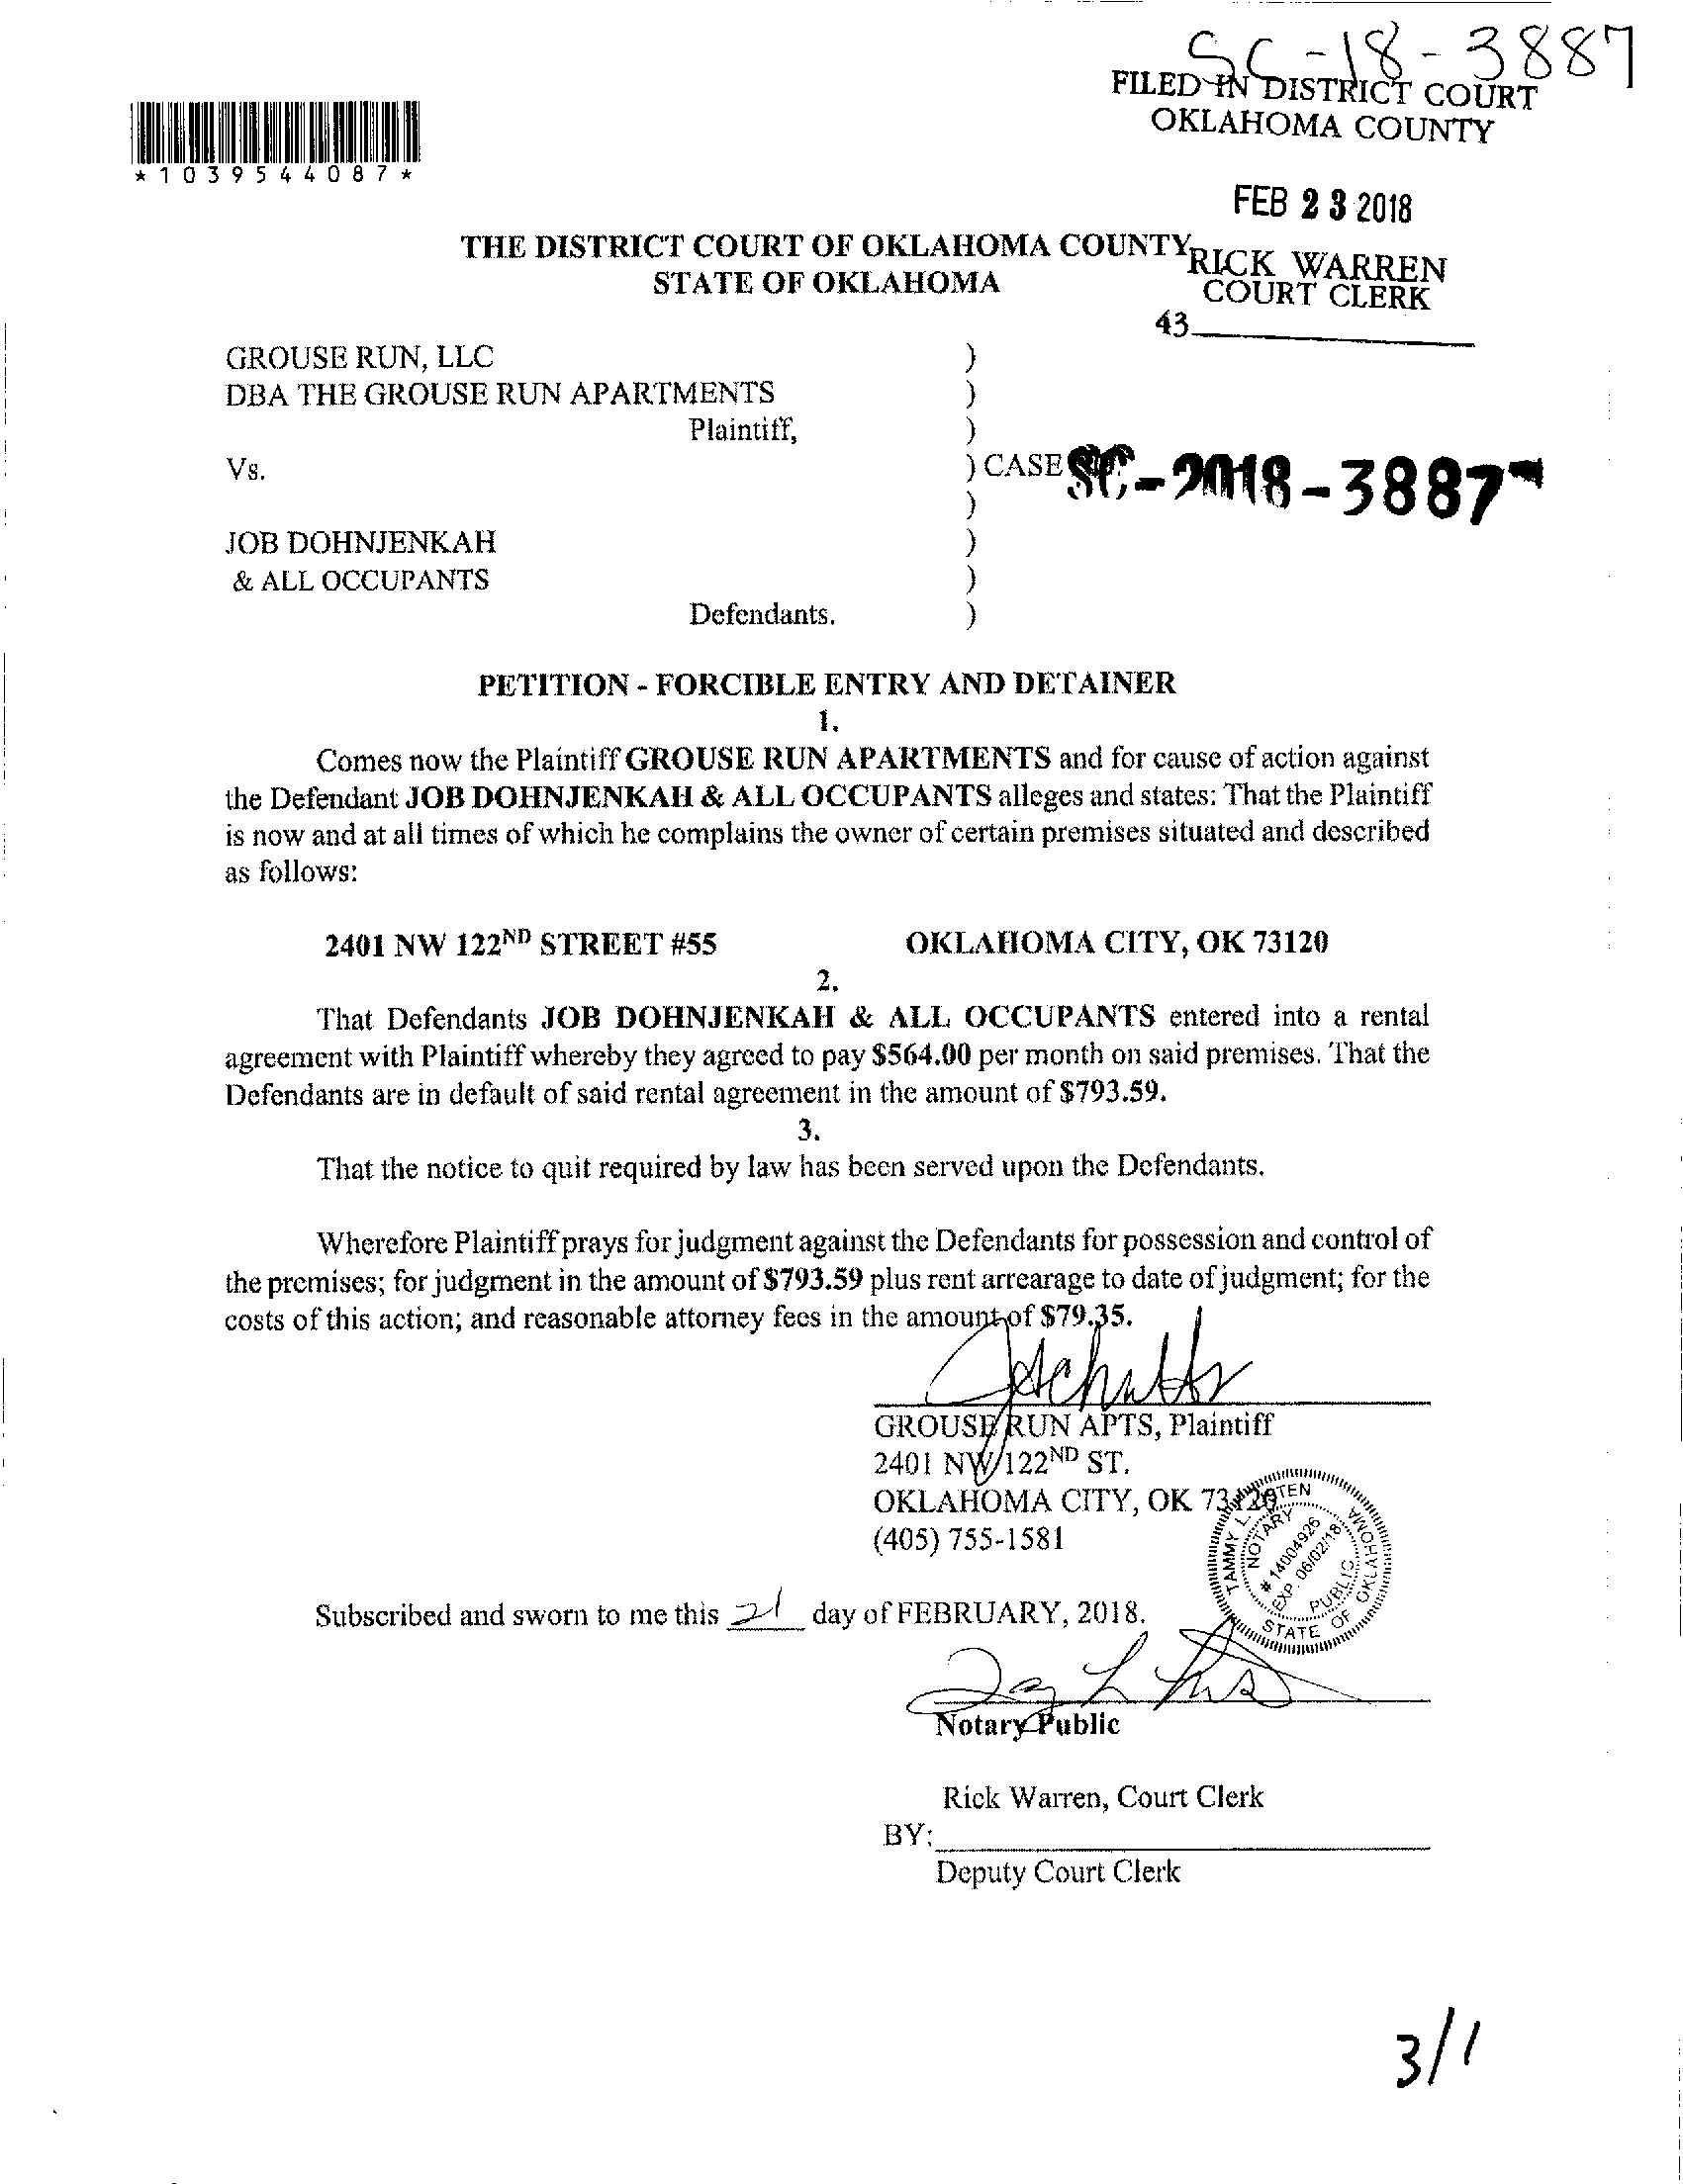 SC-18-3887
FILED IN DISTRICT COURT
OKLAHOMA COUNTY
*1039544087*
FEB 23 2018
THE DISTRICT COURT OF OKLAHOMA COUNTY
STATE OF OKLAHOMA
RICK WARREN
COURT CLERK
43
GROUSE RUN, LLC )
DBA THE GROUSE RUN APARTMENTS )
Plaintiff, )
Vs. ) CASE SC-2018-3887
)
JOB DOHNJENKAH )
& ALL OCCUPANTS )
Defendants. )
PETITION - FORCIBLE ENTRY AND DETAINER
1.
Comes now the Plaintiff GROUSE RUN APARTMENTS and for cause of action against
the Defendant JOB DOHNJENKAH & ALL OCCUPANTS alleges and states: That the Plaintiff
is now and at all times of which he complains the owner of certain premises situated and described
as follows:
2401 NW 122ND STREET #55 OKLAHOMA CITY, OK 73120
2.
That Defendants JOB DOHNJENKAH & ALL OCCUPANTS entered into a rental
agreement with Plaintiff whereby they agreed to pay $564.00 per month on said premises. That the
Defendants are in default of said rental agreement in the amount of $793.59.
3.
That the notice to quit required by law has been served upon the Defendants.
Wherefore Plaintiff prays for judgment against the Defendants for possession and control of
the premises; for judgment in the amount of $793.59 plus rent arrearage to date of judgment; for the
costs of this action; and reasonable attorney fees in the amount of $79.35.
GROUSE RUN APTS, Plaintiff
2401 NW 122ND ST.
OKLAHOMA CITY, OK 73120
(405) 755-1581
TAMMY L.
NOTARY
# 14004926
EXP. 06/02/18
PUBLIC
STATE OF OKLAHOMA
Subscribed and sworn to me this 21 day of FEBRUARY, 2018.
Notary Public
Rick Warren, Court Clerk
BY:
Deputy Court Clerk
3/1